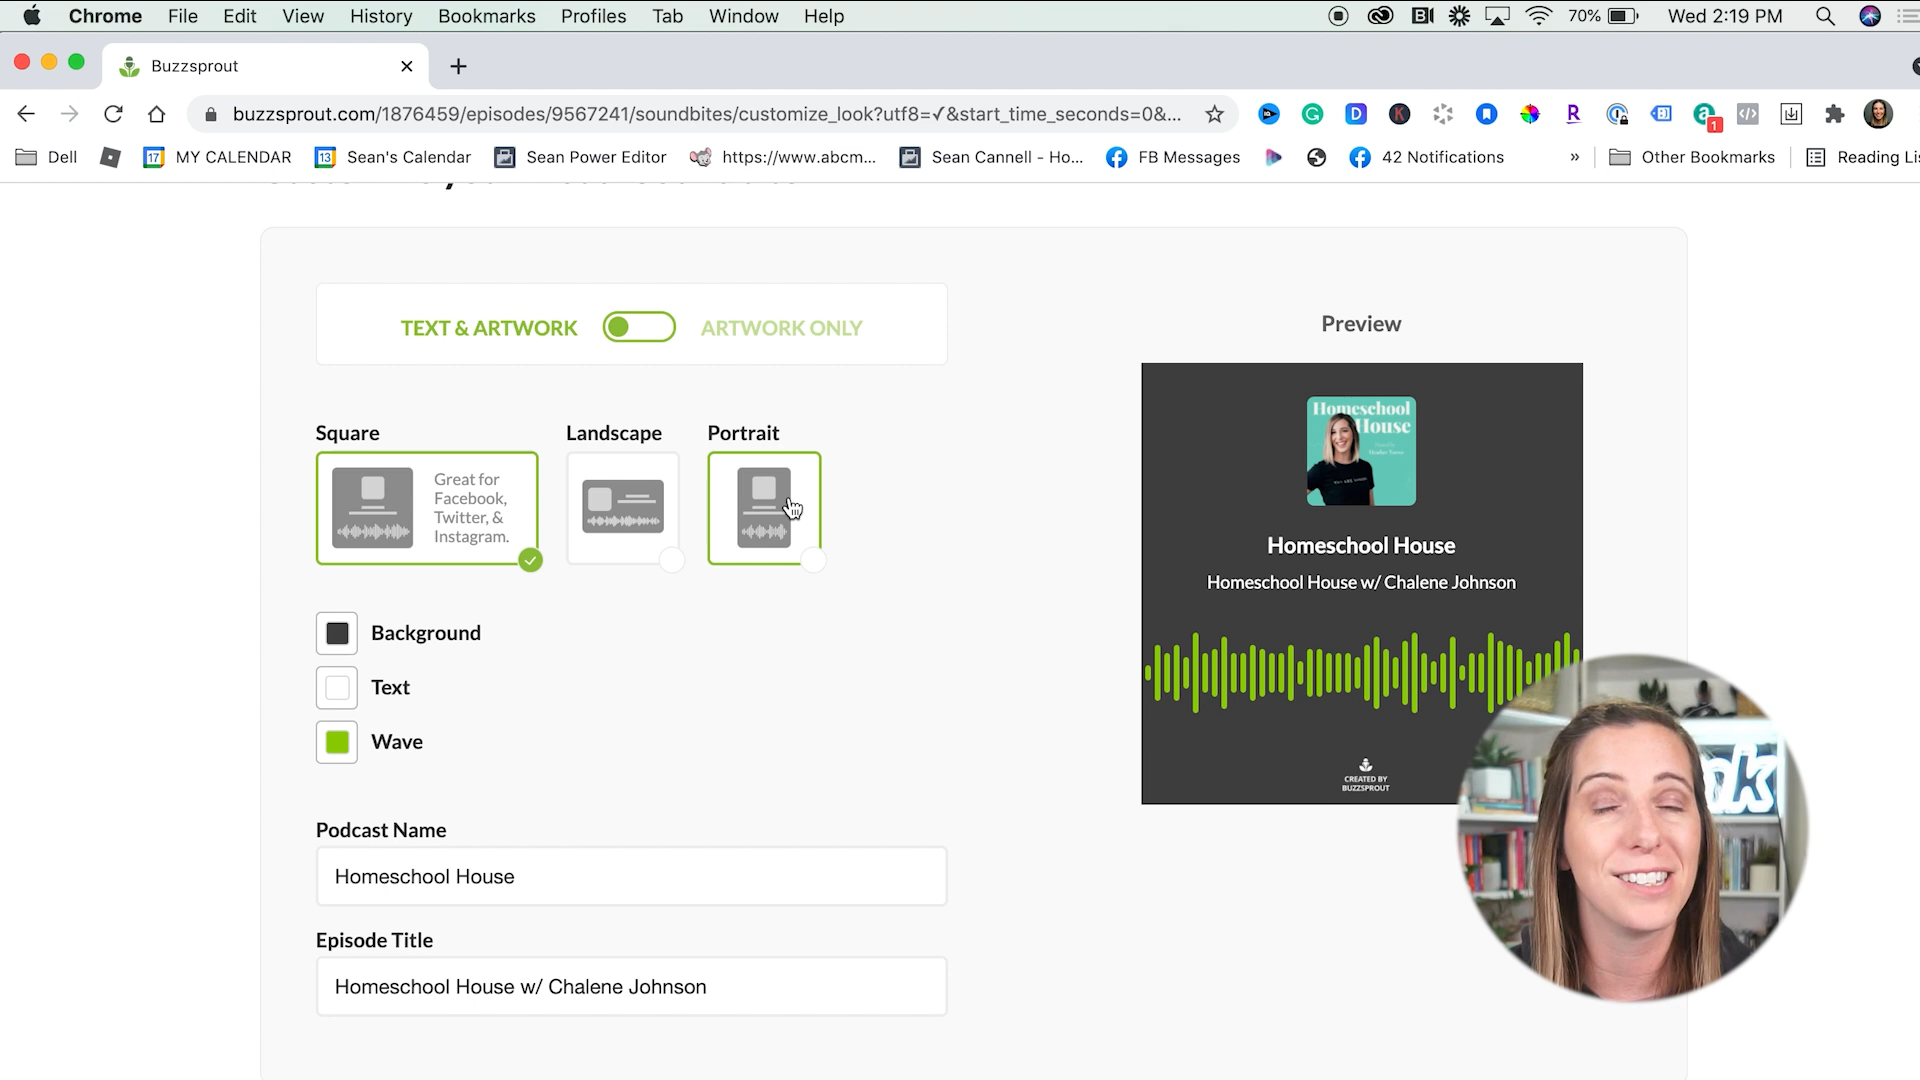 Chrome File Edit View History Bookmarks Profiles Tab Window Help 70% Wed 2:19 PM
Buzzsprout
buzzsprout.com/1876459/episodes/9567241/soundbites/customize_look?utf8=✓&start_time_seconds=0&...
Dell MY CALENDAR Sean's Calendar Sean Power Editor https://www.abcm... Sean Cannell - Ho... FB Messages 42 Notifications » Other Bookmarks Reading Lis
TEXT & ARTWORK ARTWORK ONLY
Preview
Square Landscape Portrait
Great for
Facebook,
Twitter, &
Instagram.
Homeschool
House
Homeschool House
Homeschool House w/ Chalene Johnson
CREATED BY
BUZZSPROUT
Background
Text
Wave
Podcast Name
Homeschool House
Episode Title
Homeschool House w/ Chalene Johnson